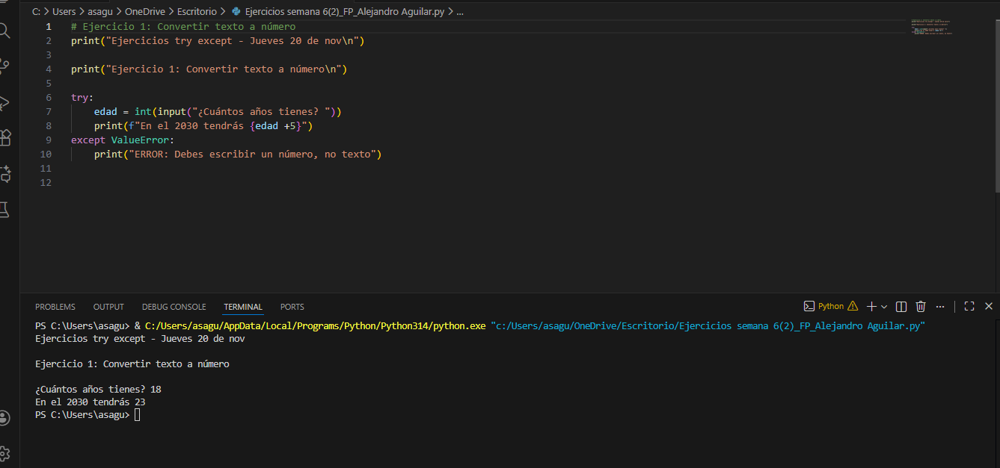 C: > Users > asagu > OneDrive > Escritorio > Ejercicios semana 6(2)_FP_Alejandro Aguilar.py > ...
1 # Ejercicio 1: Convertir texto a número
2 print("Ejercicios try except - Jueves 20 de nov\n")
3
4 print("Ejercicio 1: Convertir texto a número\n")
5
6 try:
7 edad = int(input("¿Cuántos años tienes? "))
8 print(f"En el 2030 tendrás {edad +5}")
9 except ValueError:
10 print("ERROR: Debes escribir un número, no texto")
11
12
PROBLEMS OUTPUT DEBUG CONSOLE TERMINAL PORTS Python
PS C:\Users\asagu> & C:/Users/asagu/AppData/Local/Programs/Python/Python314/python.exe "c:/Users/asagu/OneDrive/Escritorio/Ejercicios semana 6(2)_FP_Alejandro Aguilar.py"
Ejercicios try except - Jueves 20 de nov
Ejercicio 1: Convertir texto a número
¿Cuántos años tienes? 18
En el 2030 tendrás 23
PS C:\Users\asagu>